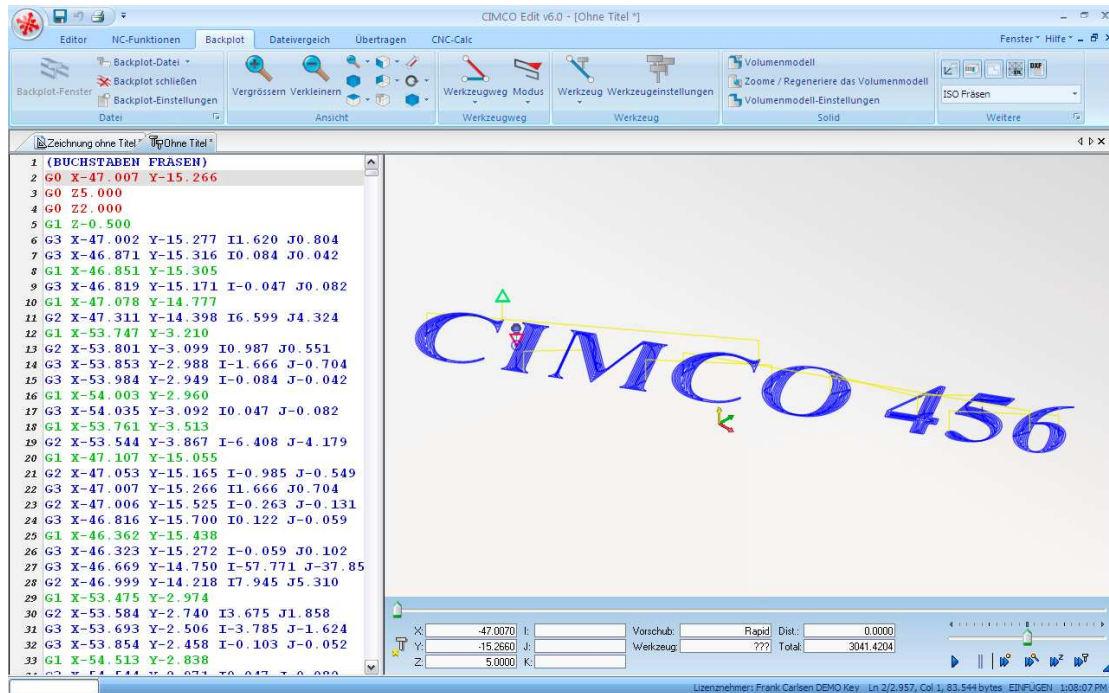 CIMCO Edit v6.0 - [Ohne Titel *]
Editor NC-Funktionen Backplot Dateivergeich Übertragen CNC-Calc Fenster Hilfe
Backplot-Fenster
Backplot-Datei
Backplot schließen
Backplot-Einstellungen
Vergrössern Verkleinern
Werkzeugweg Modus
Werkzeug Werkzeugeinstellungen
Volumenmodell
Zoome / Regeneriere das Volumenmodell
Volumenmodell-Einstellungen
DXF
ISO Fräsen
Datei Ansicht Werkzeugweg Werkzeug Solid Weitere
Zeichnung ohne Titel * Ohne Titel *
1 (BUCHSTABEN FRÄSEN)
2 G0 X-47.007 Y-15.266
3 G0 Z5.000
4 G0 Z2.000
5 G1 Z-0.500
6 G3 X-47.002 Y-15.277 I1.620 J0.804
7 G3 X-46.871 Y-15.316 I0.084 J0.042
8 G1 X-46.851 Y-15.305
9 G3 X-46.819 Y-15.171 I-0.047 J0.082
10 G1 X-47.078 Y-14.777
11 G2 X-47.311 Y-14.398 I6.599 J4.324
12 G1 X-53.747 Y-3.210
13 G2 X-53.801 Y-3.099 I0.987 J0.551
14 G3 X-53.853 Y-2.988 I-1.666 J-0.704
15 G3 X-53.984 Y-2.949 I-0.084 J-0.042
16 G1 X-54.003 Y-2.960
17 G3 X-54.035 Y-3.092 I0.047 J-0.082
18 G1 X-53.761 Y-3.513
19 G2 X-53.544 Y-3.867 I-6.408 J-4.179
20 G1 X-47.107 Y-15.055
21 G2 X-47.053 Y-15.165 I-0.985 J-0.549
22 G3 X-47.007 Y-15.266 I1.666 J0.704
23 G2 X-47.006 Y-15.525 I-0.263 J-0.131
24 G3 X-46.816 Y-15.700 I0.122 J-0.059
25 G1 X-46.362 Y-15.438
26 G3 X-46.323 Y-15.272 I-0.059 J0.102
27 G3 X-46.669 Y-14.750 I-57.771 J-37.85
28 G2 X-46.999 Y-14.218 I7.945 J5.310
29 G1 X-53.475 Y-2.974
30 G2 X-53.584 Y-2.740 I3.675 J1.858
31 G3 X-53.693 Y-2.506 I-3.785 J-1.624
32 G3 X-53.854 Y-2.458 I-0.103 J-0.052
33 G1 X-54.513 Y-2.838
CIMCO 456
X: -47.0070 I: Vorschub: Rapid Dist.: 0.0000
Y: -15.2660 J: Werkzeug: ??? Total: 3041.4204
Z: 5.0000 K:
Lizenznehmer: Frank Carlsen DEMO Key Ln 2/2.957, Col 1, 83.544 bytes EINFÜGEN 1:08:07 PM